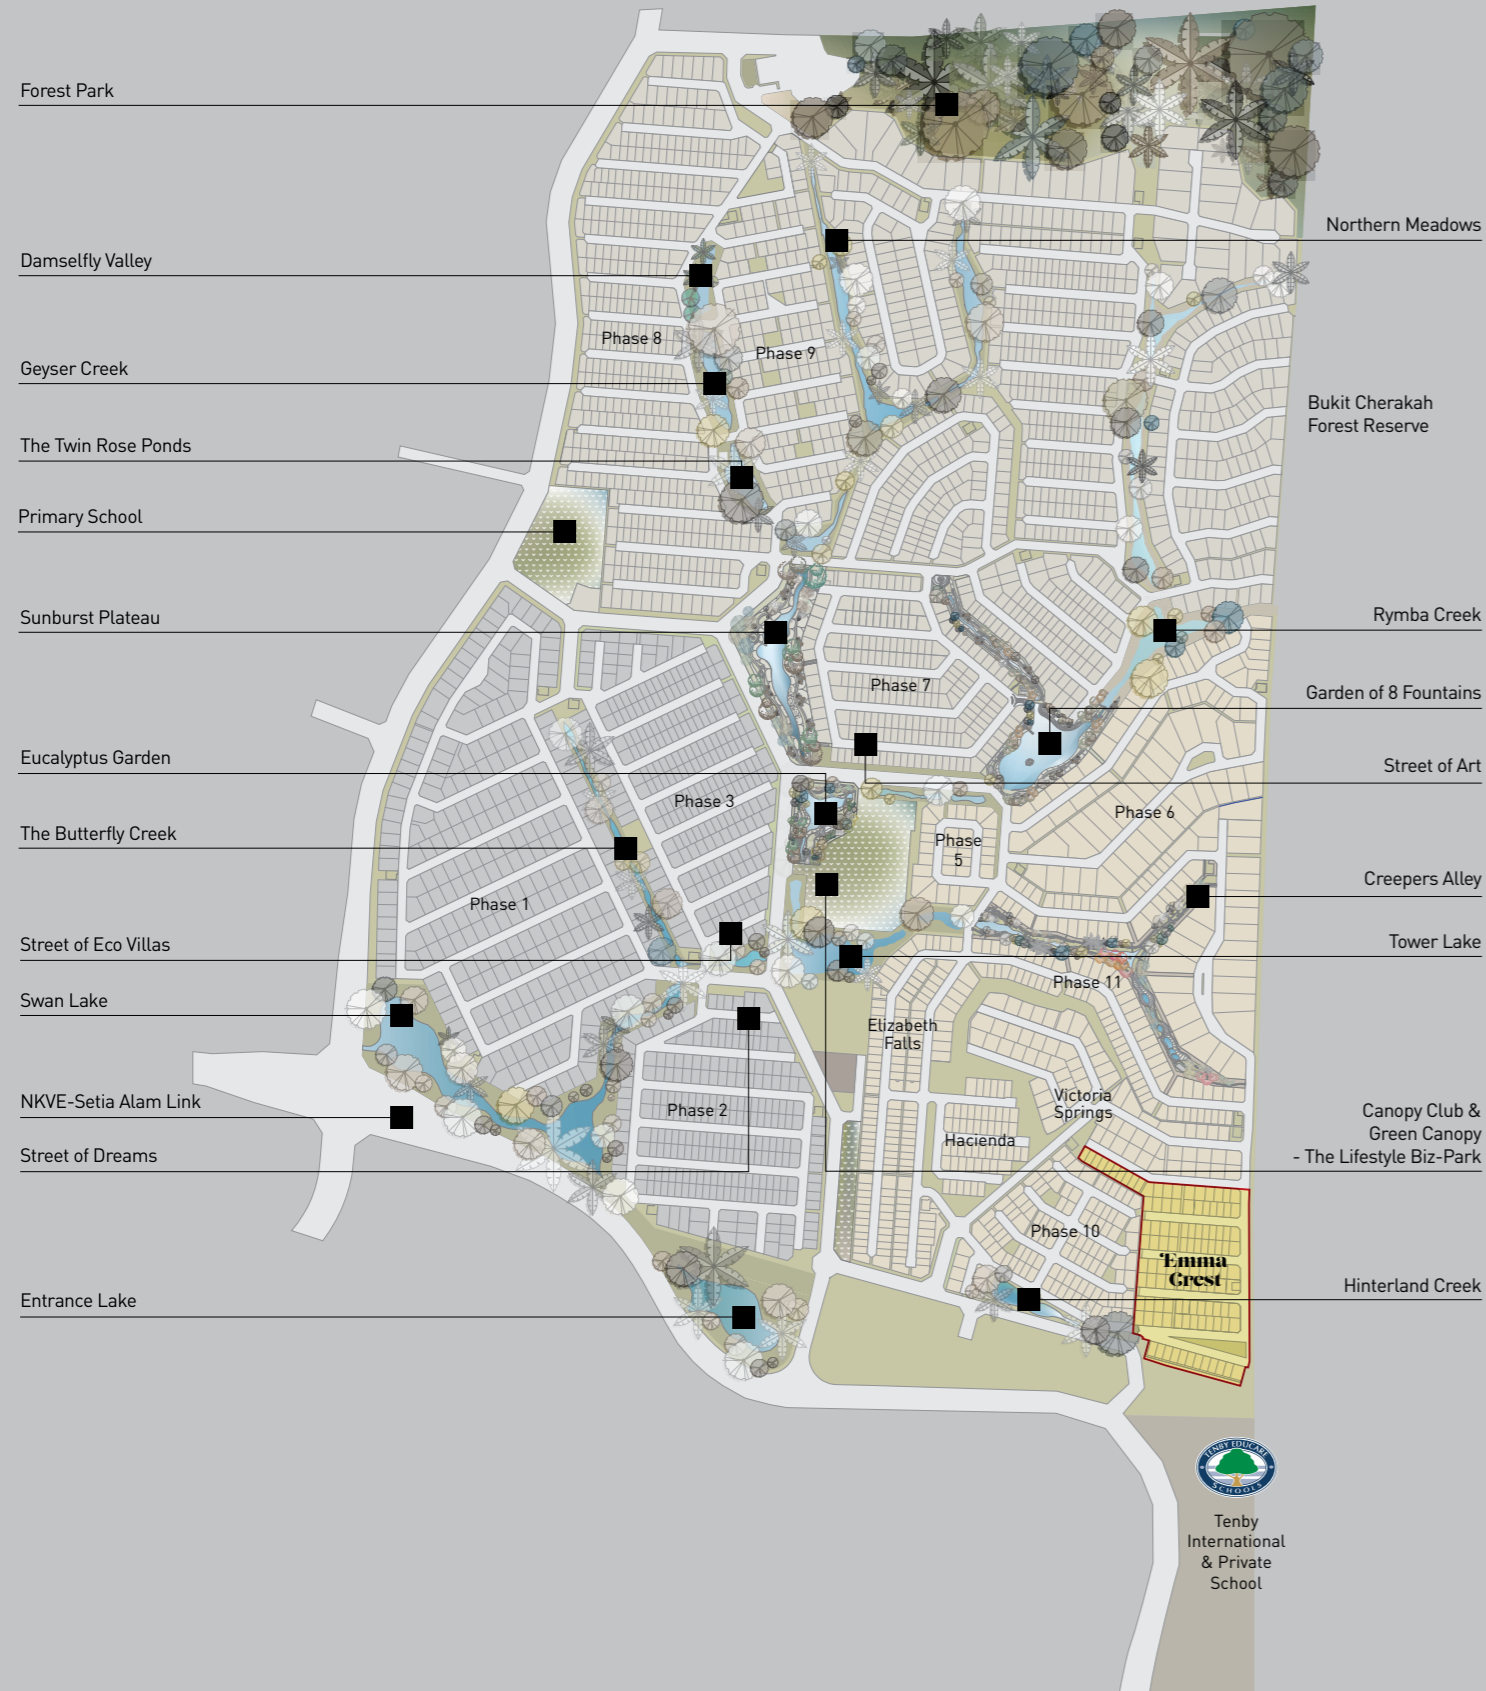 Forest Park
Damselfly Valley
Geyser Creek
The Twin Rose Ponds
Primary School
Sunburst Plateau
Eucalyptus Garden
The Butterfly Creek
Street of Eco Villas
Swan Lake
NKVE-Setia Alam Link
Street of Dreams
Entrance Lake
Phase 8
Phase 9
Phase 7
Phase 3
Phase 6
Phase
5
Phase 1
Phase 11
Elizabeth
Falls
Victoria
Springs
Phase 2
Hacienda
Phase 10
Emma
Crest
Northern Meadows
Bukit Cherakah
Forest Reserve
Rymba Creek
Garden of 8 Fountains
Street of Art
Creepers Alley
Tower Lake
Canopy Club &
Green Canopy
- The Lifestyle Biz-Park
Hinterland Creek
TENBY EDUCARE
SCHOOLS
Tenby
International
& Private
School